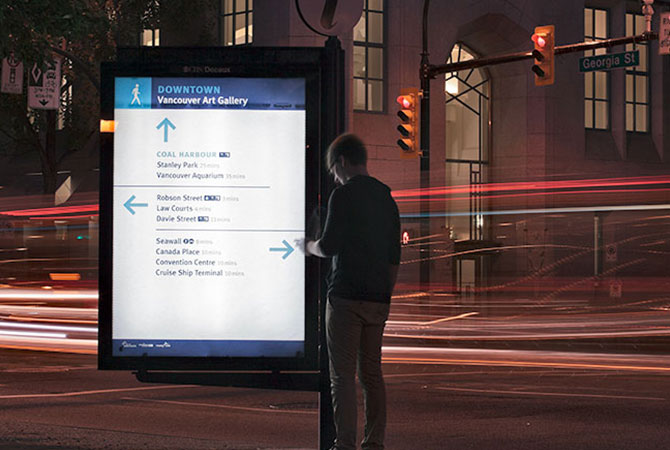 JCDecaux
DOWNTOWN
Vancouver Art Gallery
COAL HARBOUR
Stanley Park
Vancouver Aquarium
Robson Street
Law Courts
Davie Street
Seawall
Canada Place
Convention Centre
Cruise Ship Terminal
Georgia St